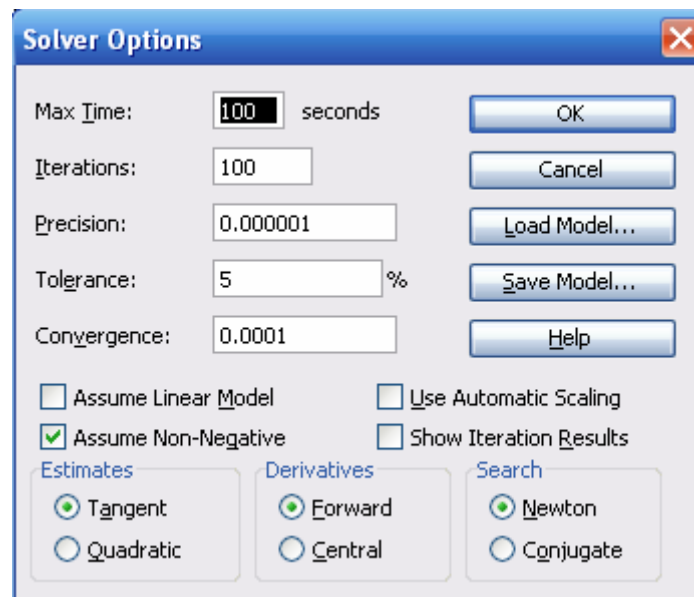 Solver Options
Max Time: 100 seconds OK
Iterations: 100 Cancel
Precision: 0.000001 Load Model...
Tolerance: 5 % Save Model...
Convergence: 0.0001 Help
Assume Linear Model Use Automatic Scaling
Assume Non-Negative Show Iteration Results
Estimates Derivatives Search
Tangent Forward Newton
Quadratic Central Conjugate